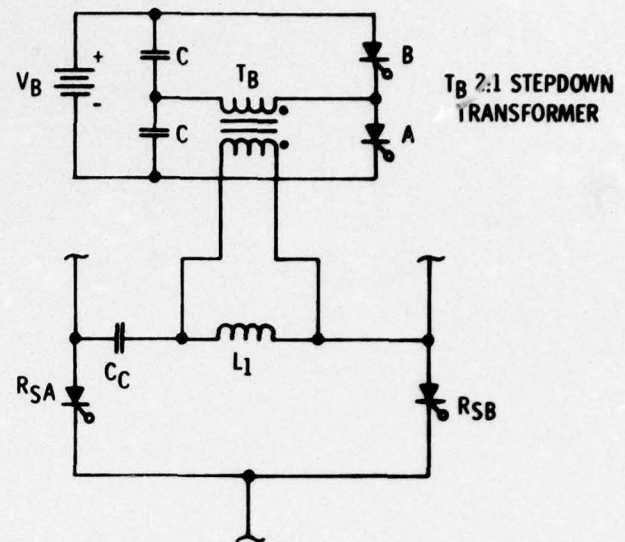 B
C
V_B
+
-
T_B
T_B 2:1 STEPDOWN
TRANSFORMER
C
A
C_C
L_1
R_SA
R_SB